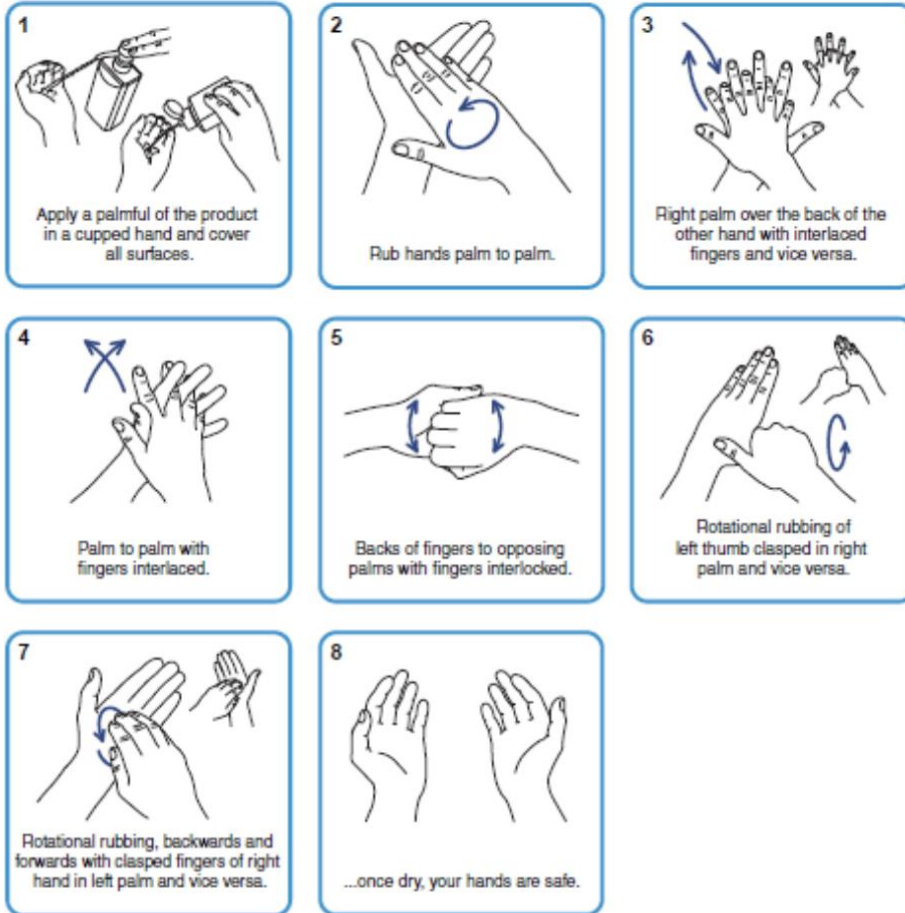 1
Apply a palmful of the product
in a cupped hand and cover
all surfaces.
2
Rub hands palm to palm.
3
Right palm over the back of the
other hand with interlaced
fingers and vice versa.
4
Palm to palm with
fingers interlaced.
5
Backs of fingers to opposing
palms with fingers interlocked.
6
Rotational rubbing of
left thumb clasped in right
palm and vice versa.
7
Rotational rubbing, backwards and
forwards with clasped fingers of right
hand in left palm and vice versa.
8
...once dry, your hands are safe.